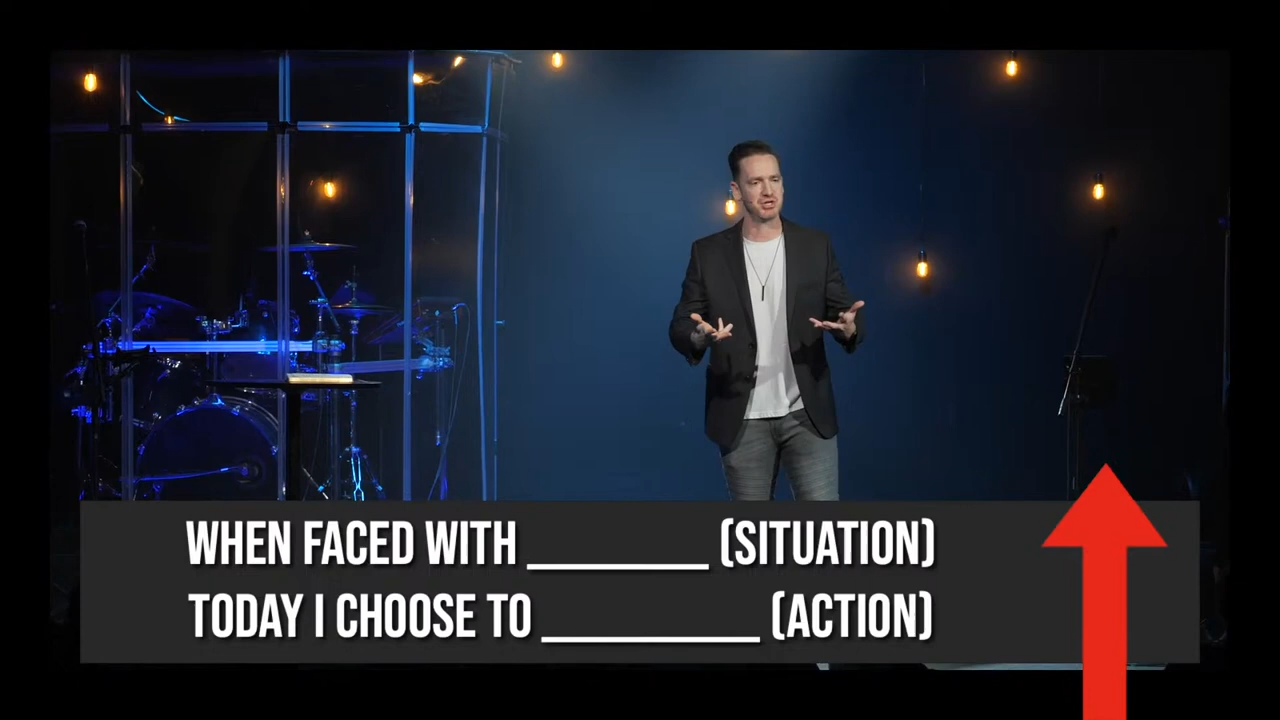 WHEN FACED WITH ________ (SITUATION)
TODAY I CHOOSE TO _________ (ACTION)